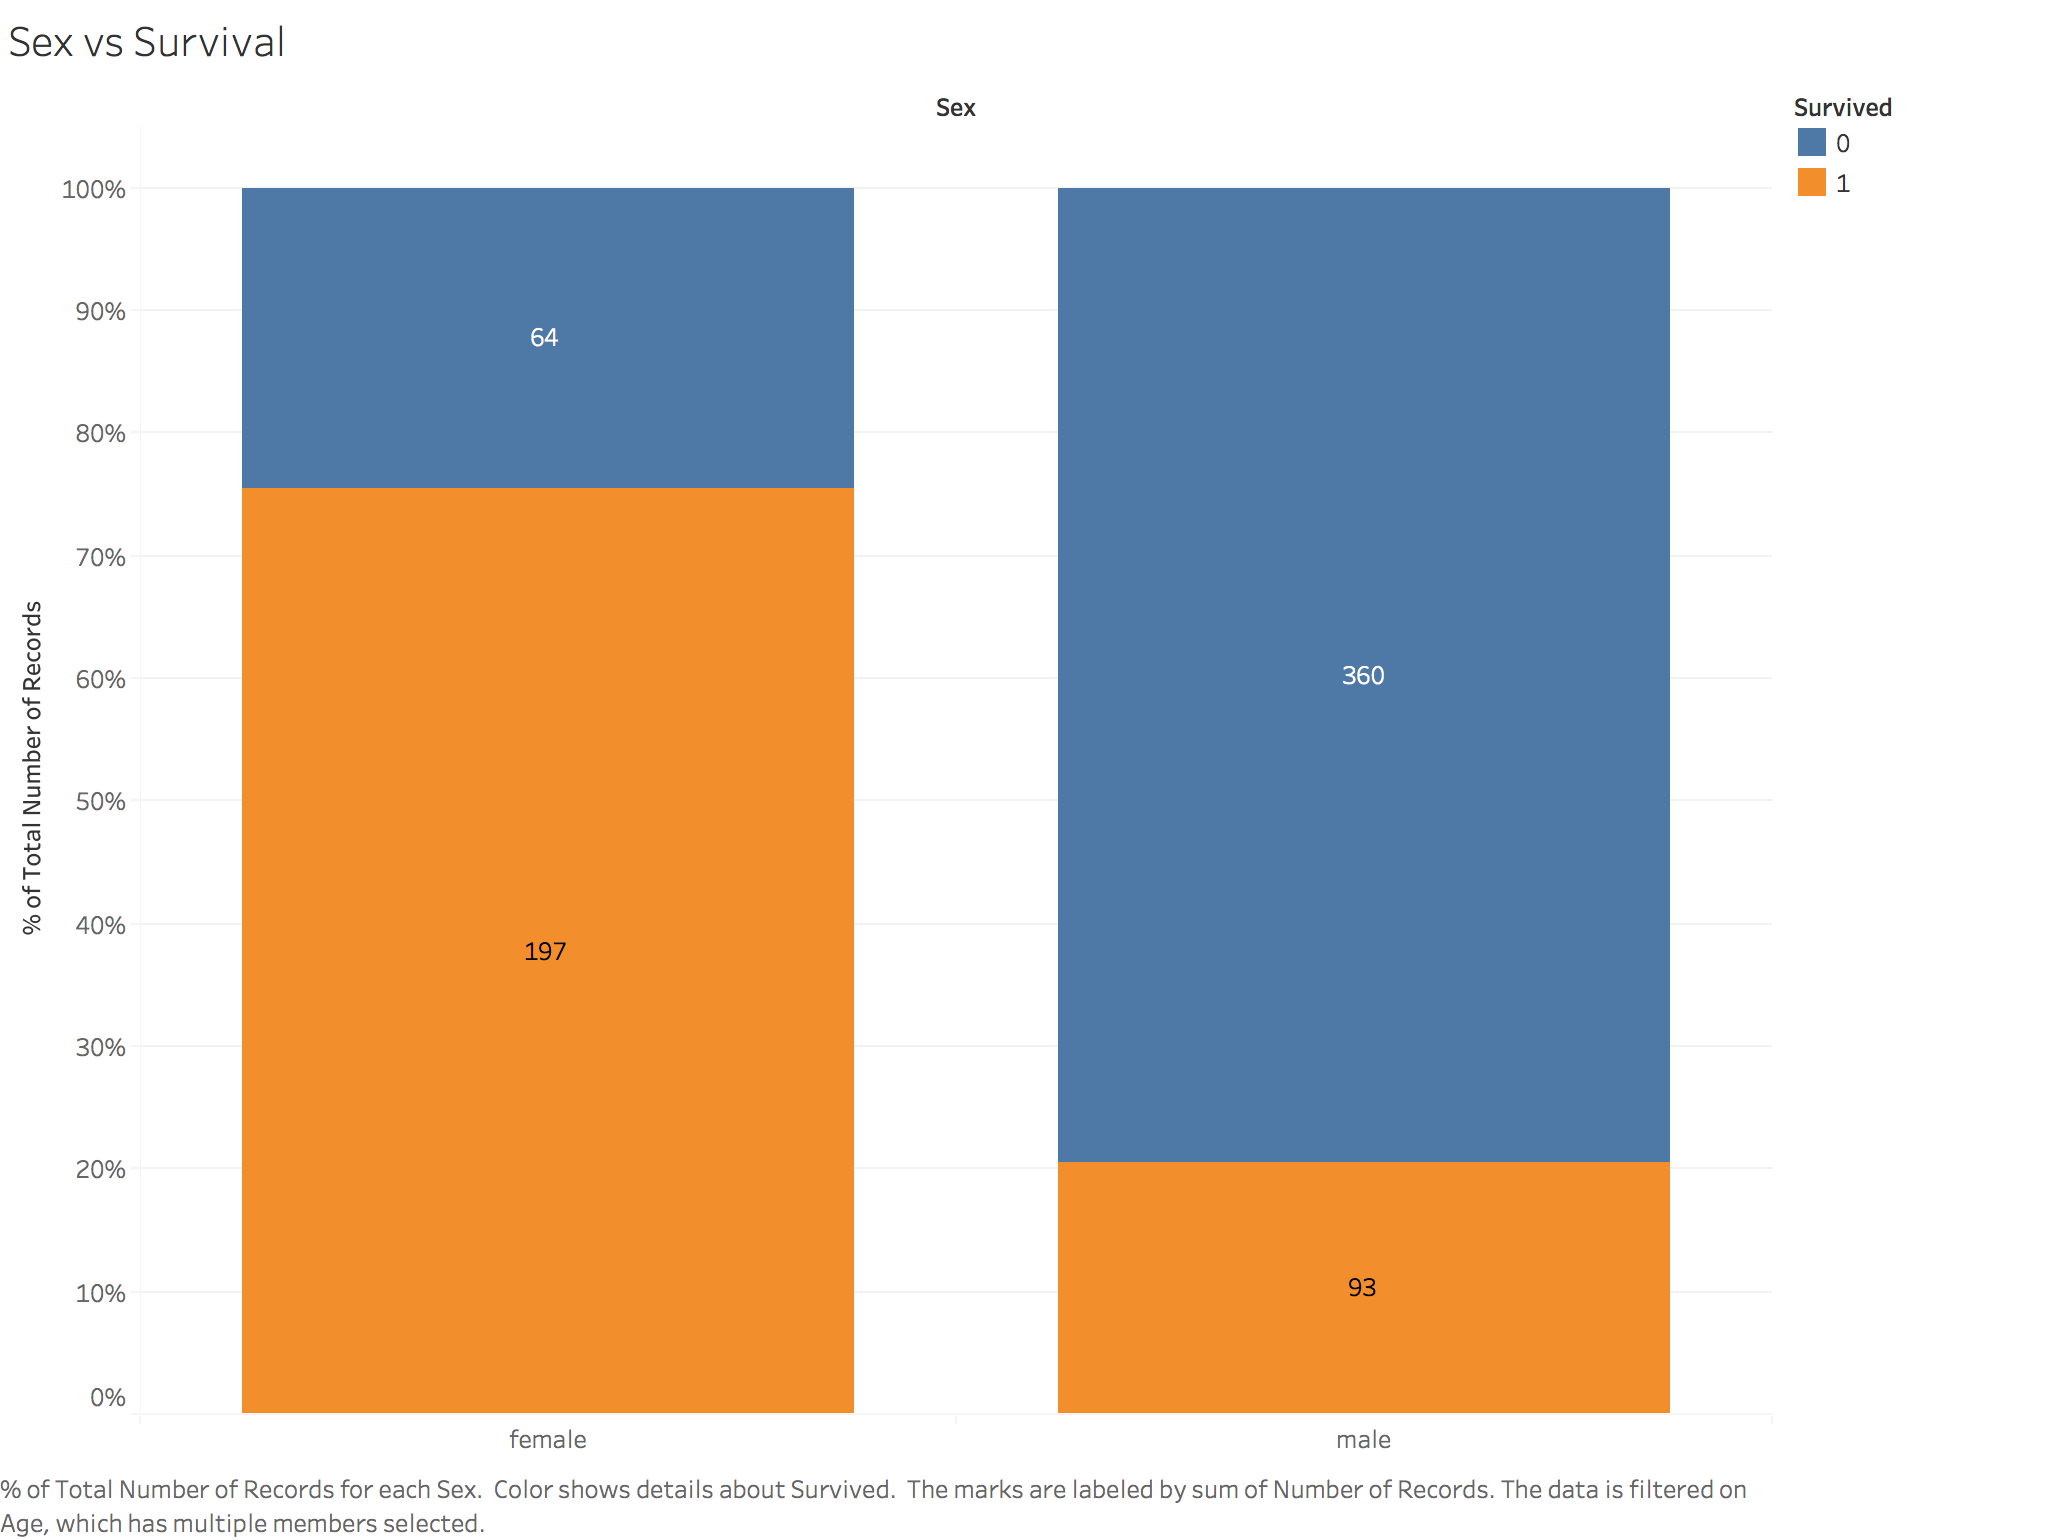 Sex vs Survival
Sex
Survived
0
1
% of Total Number of Records
100%
90%
80%
70%
60%
50%
40%
30%
20%
10%
0%
64
197
360
93
female
male
% of Total Number of Records for each Sex.  Color shows details about Survived.  The marks are labeled by sum of Number of Records. The data is filtered on
Age, which has multiple members selected.